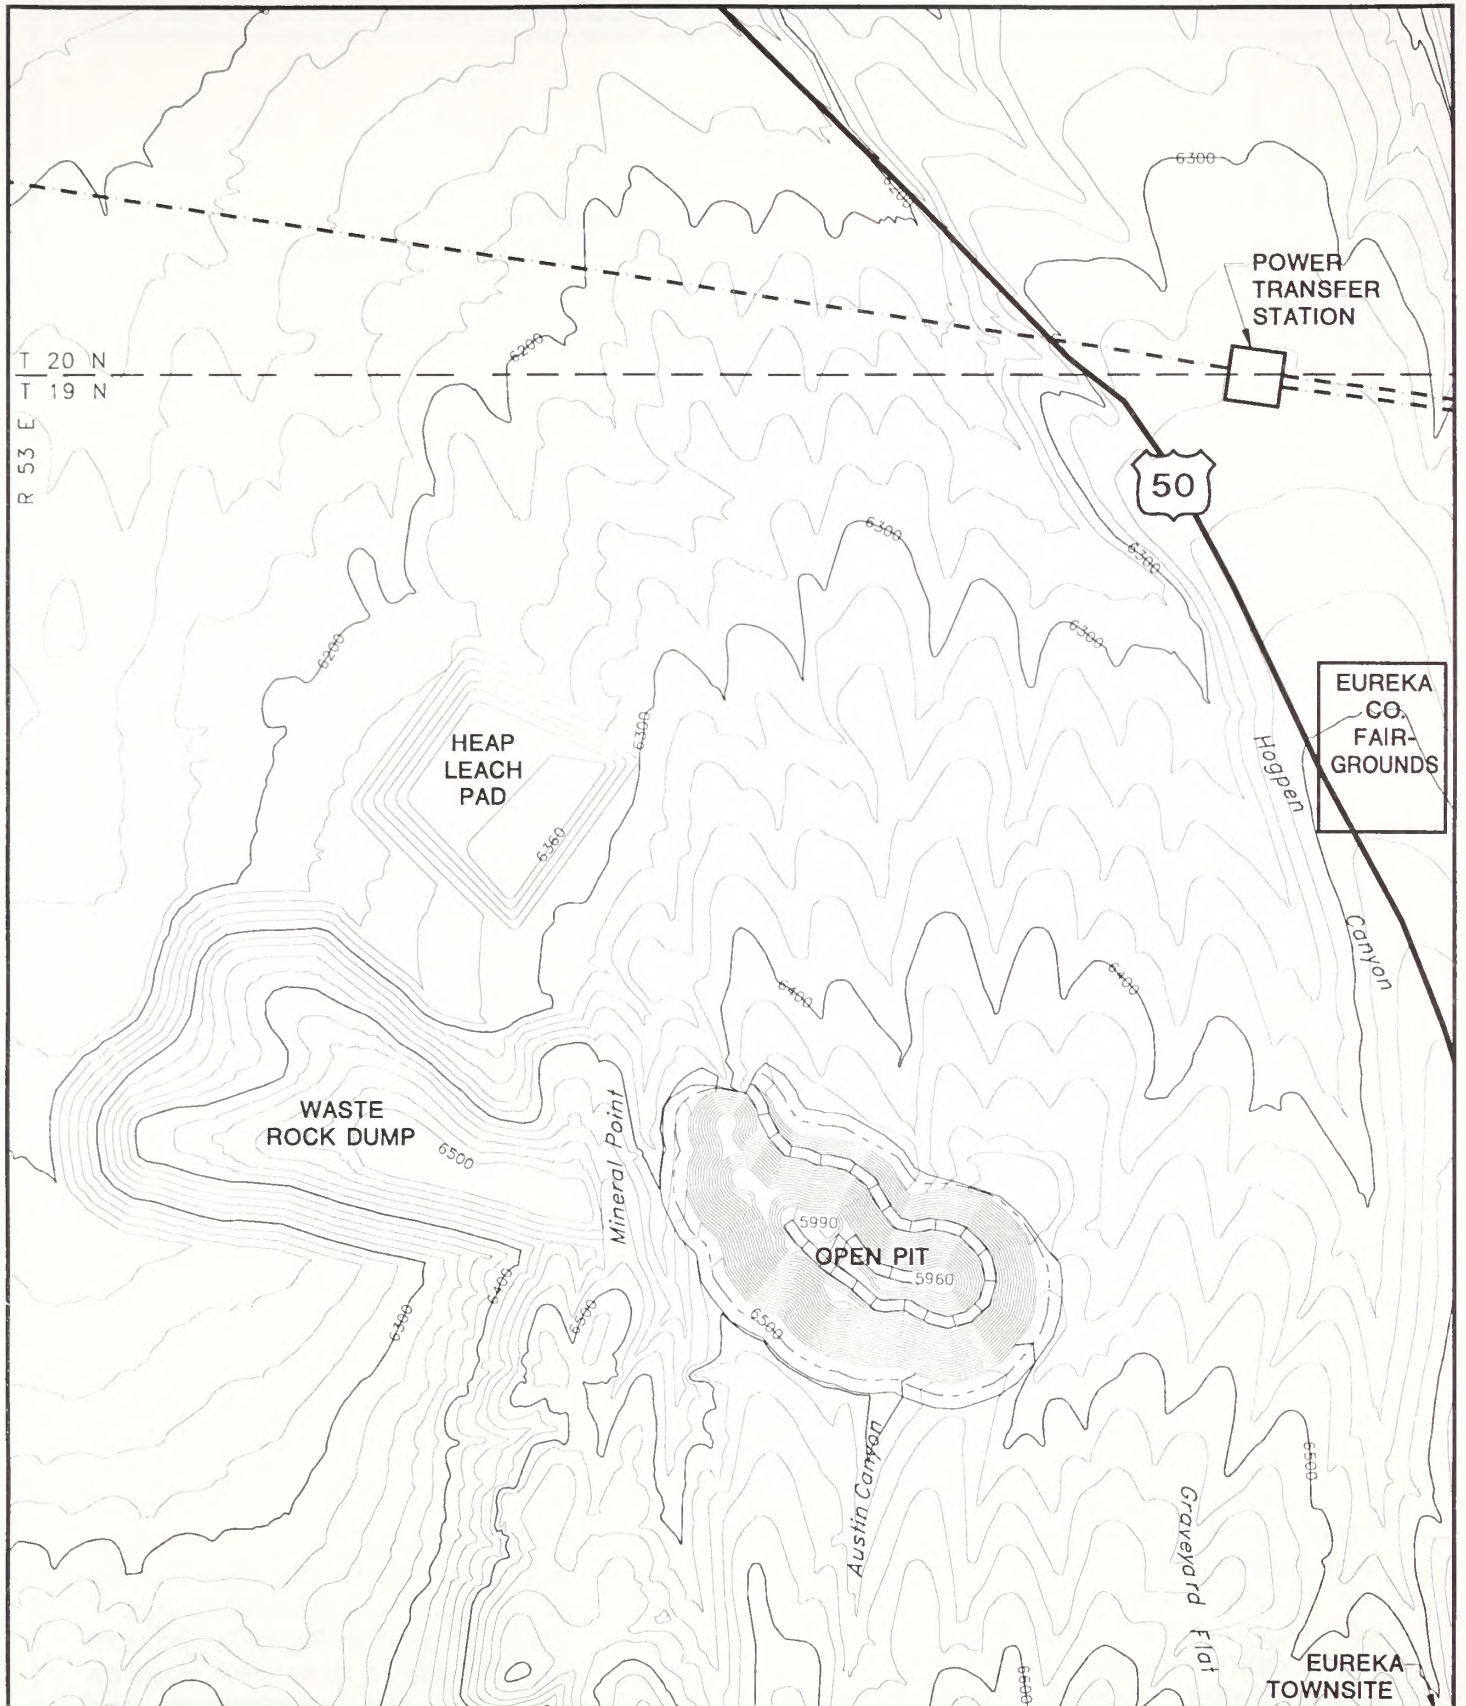 6300
6200
POWER
TRANSFER
STATION
6200
T 20 N
T 19 N
R 53 E
50
6300
6300
6300
6200
EUREKA
CO.
FAIR-
GROUNDS
6300
HEAP
LEACH
PAD
Hogpen
Canyon
6360
6400
6400
WASTE
ROCK DUMP
6500
Mineral Point
5990
OPEN PIT
5960
6400
6300
6500
6500
Austin Canyon
6500
Graveyard Flat
6600
EUREKA
TOWNSITE